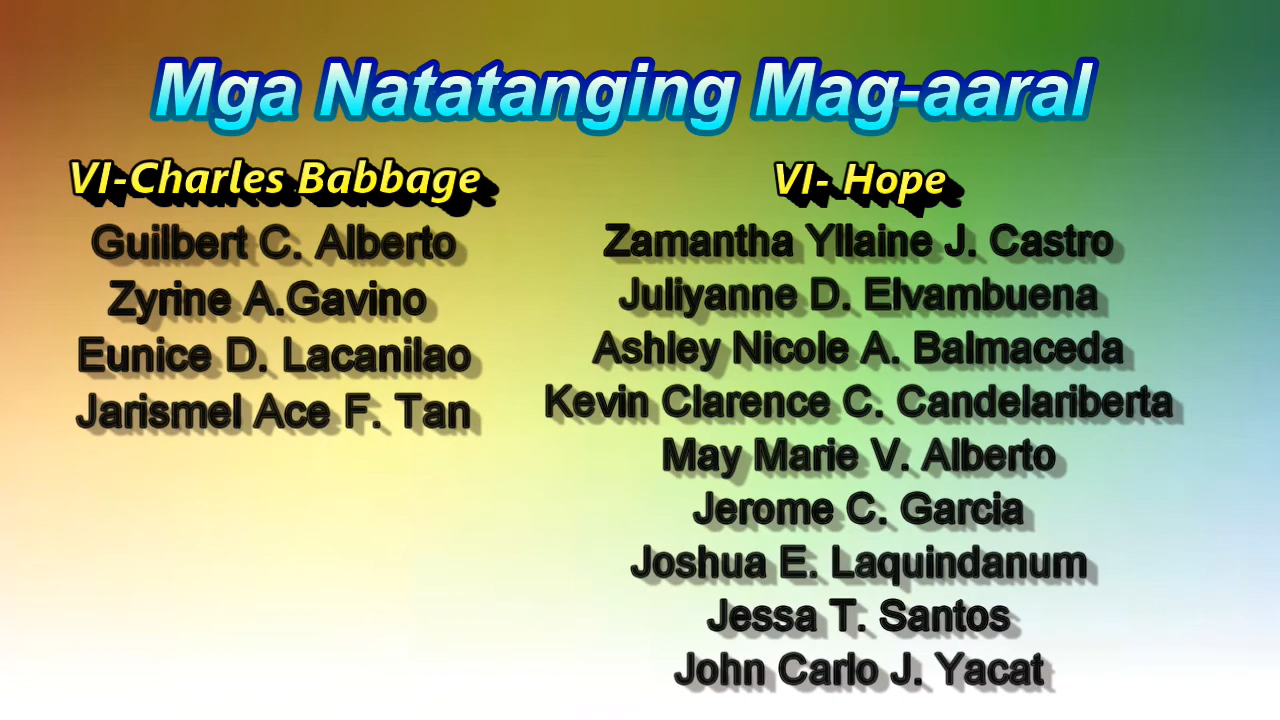 Mga Natatanging Mag-aaral
VI-Charles Babbage
Guilbert C. Alberto
Zyrine A.Gavino
Eunice D. Lacanilao
Jarismel Ace F. Tan
VI- Hope
Zamantha Yllaine J. Castro
Juliyanne D. Elvambuena
Ashley Nicole A. Balmaceda
Kevin Clarence C. Candelariberta
May Marie V. Alberto
Jerome C. Garcia
Joshua E. Laquindanum
Jessa T. Santos
John Carlo J. Yacat